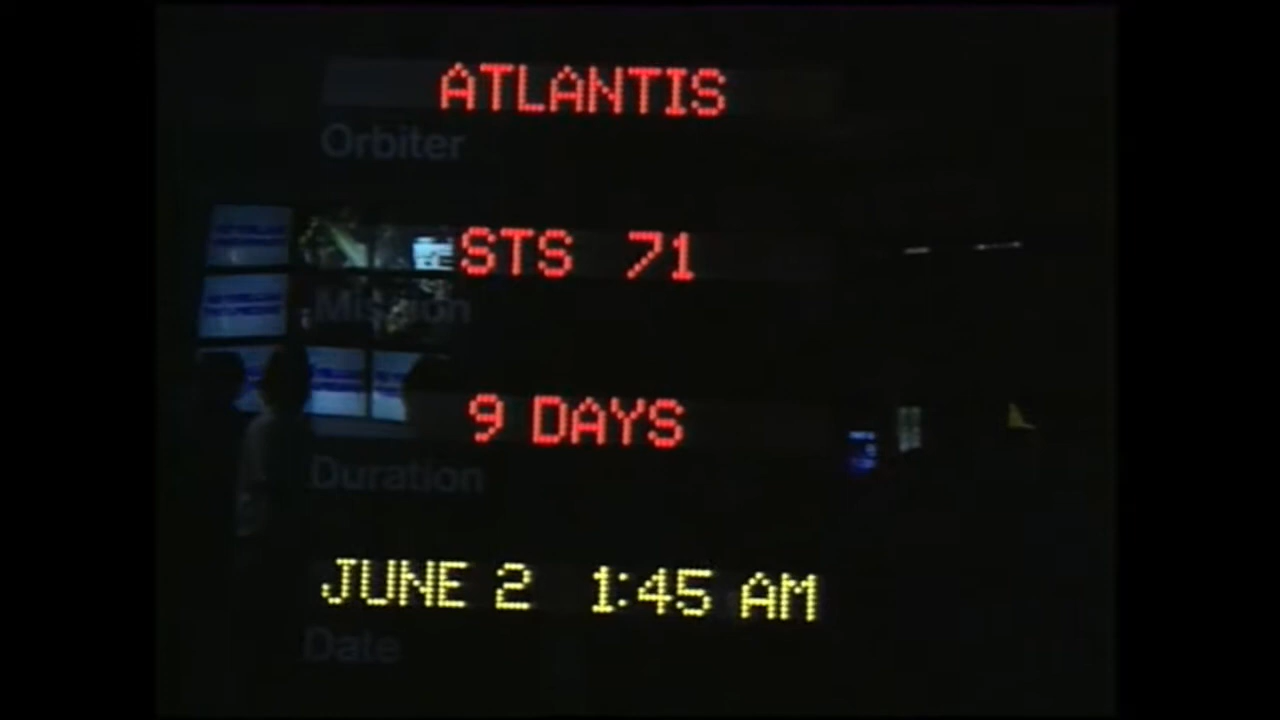 ATLANTIS
Orbiter
STS 71
Mission
9 DAYS
Duration
JUNE 2 1:45 AM
Date